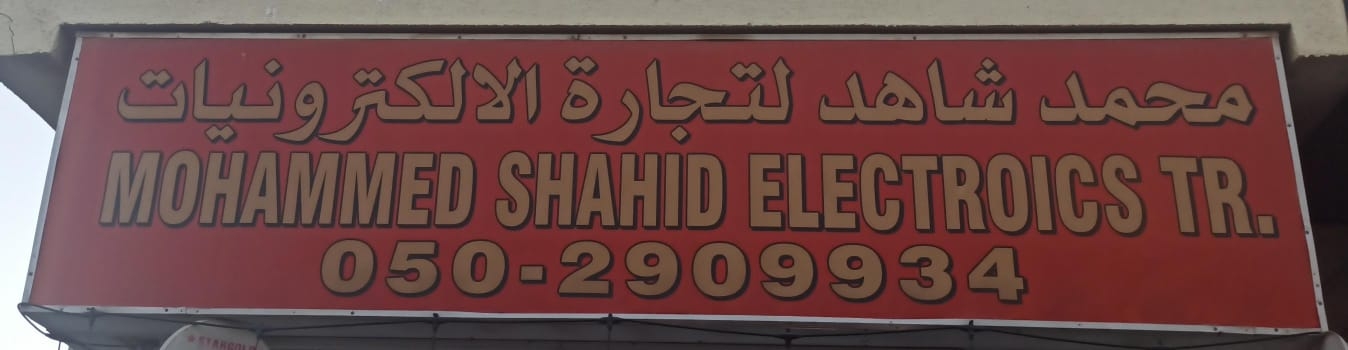 محمد شاهد لتجارة الالكترونيات
MOHAMMED SHAHID ELECTROICS TR.
050-2909934